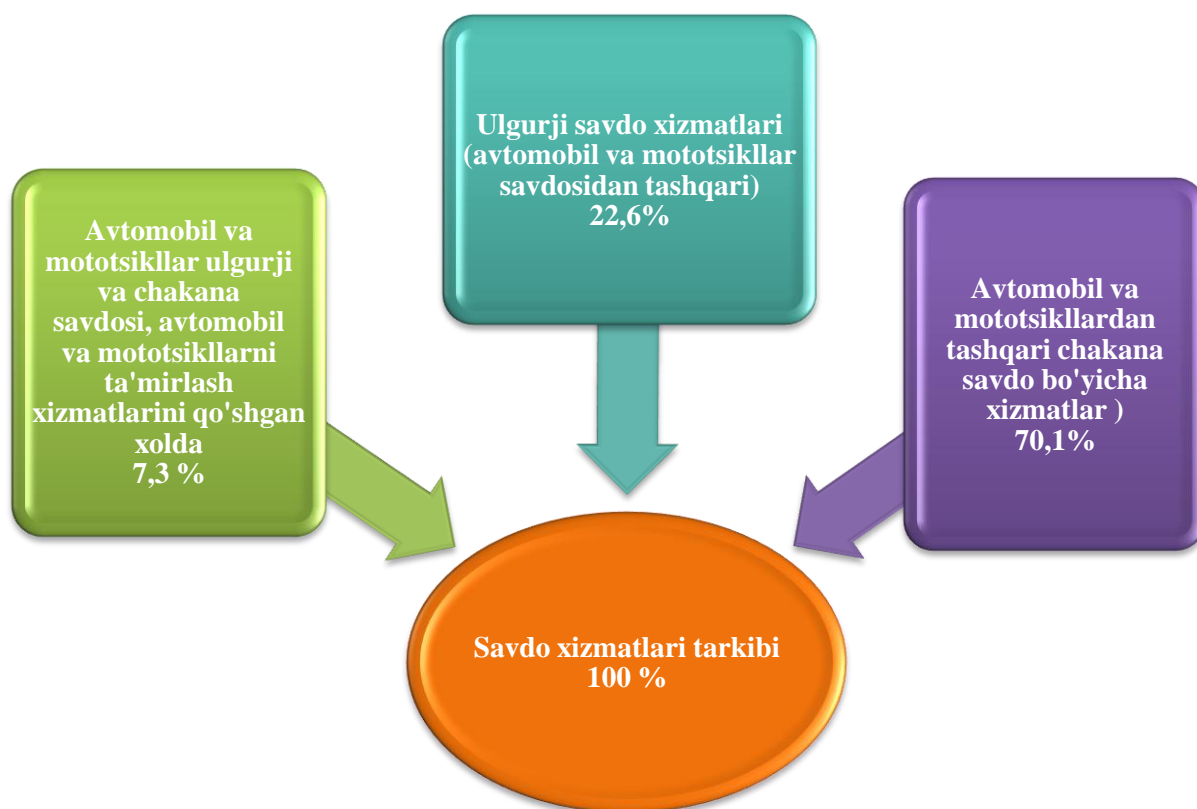 Ulgurji savdo xizmatlari
(avtomobil va mototsikllar
savdosidan tashqari)
22,6%
Avtomobil va
mototsikllar ulgurji
va chakana
savdosi, avtomobil
va mototsikllarni
ta'mirlash
xizmatlarini qo'shgan
xolda
7,3 %
Avtomobil va
mototsikllardan
tashqari chakana
savdo bo'yicha
xizmatlar )
70,1%
Savdo xizmatlari tarkibi
100 %